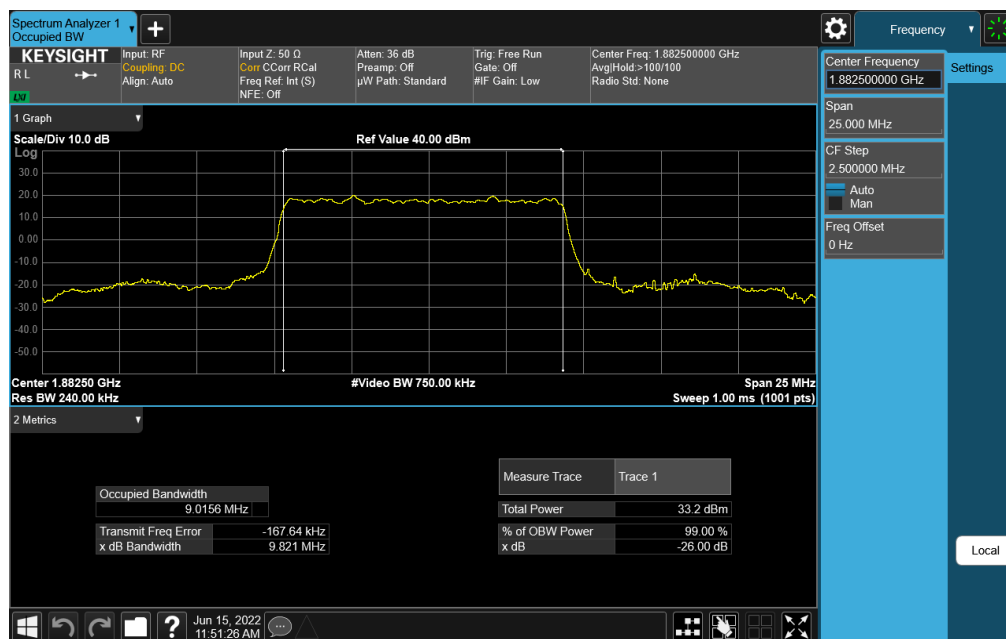 Spectrum Analyzer 1
Occupied BW
Frequency
KEYSIGHT
R L
LXI
Input: RF
Coupling: DC
Align: Auto
Input Z: 50 Ω
Corr CCorr RCal
Freq Ref: Int (S)
NFE: Off
Atten: 36 dB
Preamp: Off
µW Path: Standard
Trig: Free Run
Gate: Off
#IF Gain: Low
Center Freq: 1.882500000 GHz
Avg|Hold:>100/100
Radio Std: None
Center Frequency
1.882500000 GHz
Settings
Span
25.000 MHz
CF Step
2.500000 MHz
Auto
Man
Freq Offset
0 Hz
Local
1 Graph
Scale/Div 10.0 dB
Ref Value 40.00 dBm
Log
30.0
20.0
10.0
0.00
-10.0
-20.0
-30.0
-40.0
-50.0
Center 1.88250 GHz
#Video BW 750.00 kHz
Span 25 MHz
Res BW 240.00 kHz
Sweep 1.00 ms (1001 pts)
2 Metrics
Measure Trace Trace 1
Occupied Bandwidth
9.0156 MHz
Total Power 33.2 dBm
Transmit Freq Error -167.64 kHz
% of OBW Power 99.00 %
x dB Bandwidth 9.821 MHz
x dB -26.00 dB
?
Jun 15, 2022
11:51:26 AM